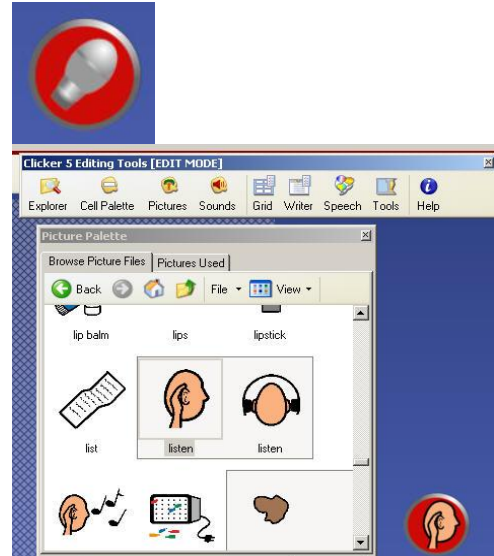 Clicker 5 Editing Tools [EDIT MODE]
Explorer Cell Palette Pictures Sounds Grid Writer Speech Tools Help
Picture Palette
Browse Picture Files Pictures Used
Back File View
lip balm lips lipstick
list listen listen